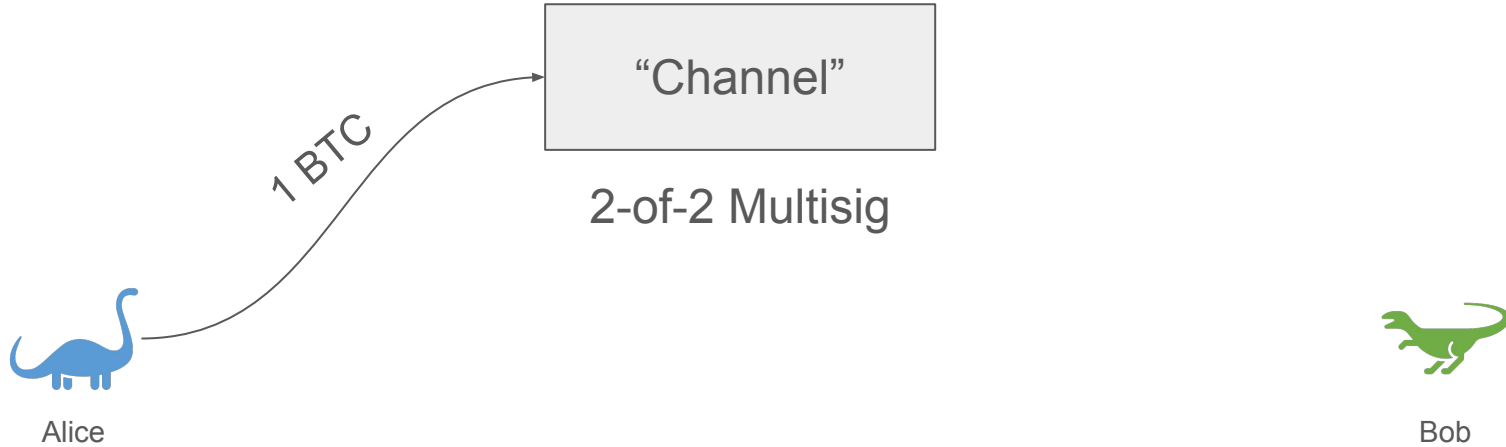 “Channel”
1 BTC
2-of-2 Multisig
Alice
Bob